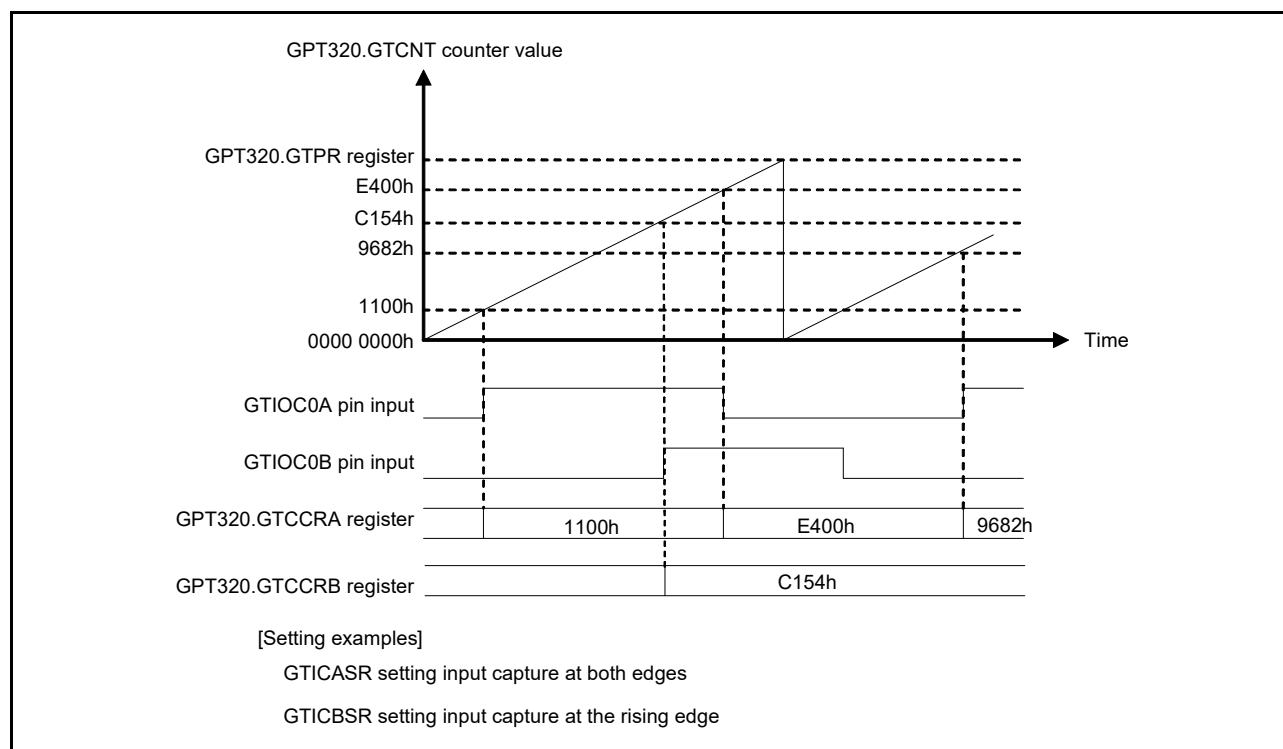 GPT320.GTCNT counter value
GPT320.GTPR register
E400h
C154h
9682h
1100h
0000 0000h
Time
GTIOC0A pin input
GTIOC0B pin input
GPT320.GTCCRA register
1100h
E400h
9682h
GPT320.GTCCRB register
C154h
[Setting examples]
GTICASR setting input capture at both edges
GTICBSR setting input capture at the rising edge